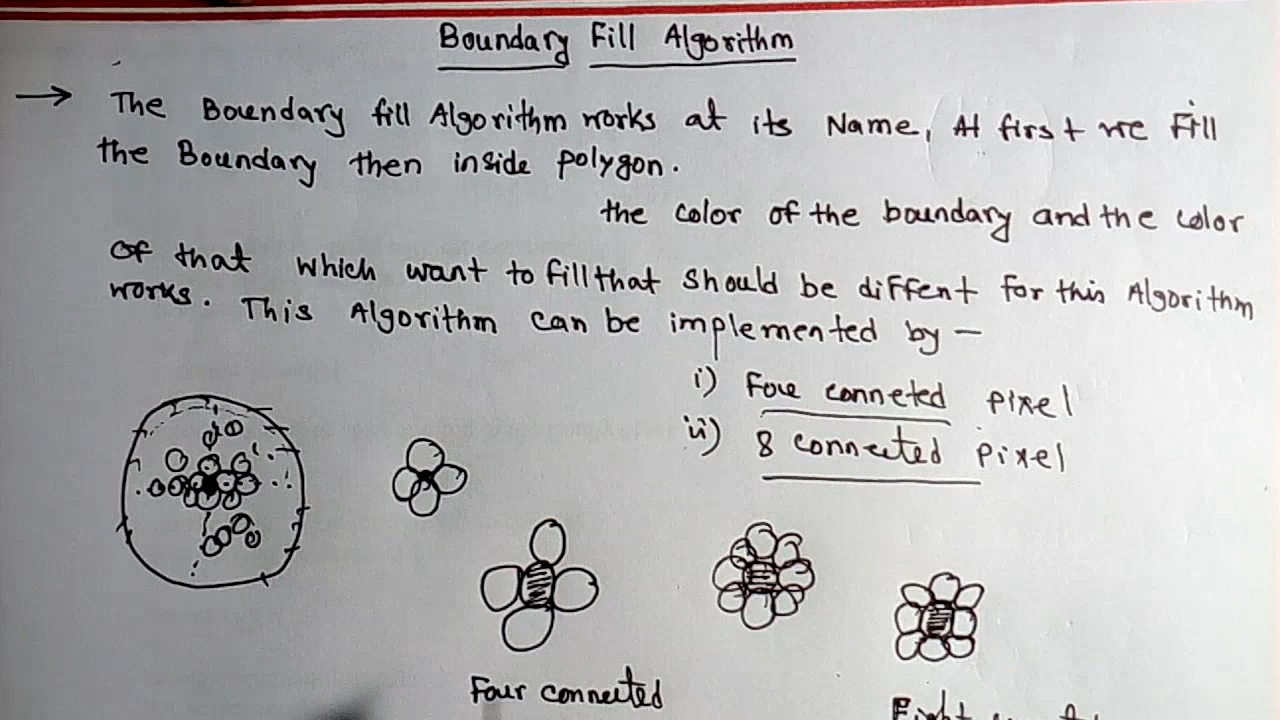 Boundary Fill Algorithm
→ The Boundary fill Algorithm works at its Name, At first we Fill
the Boundary then inside polygon.
the color of the boundary and the color
of that which want to fill that should be diffent for this Algorithm
works. This Algorithm can be implemented by –
i) Four conneted pixel
ii) 8 connected pixel
Four connected
Eight